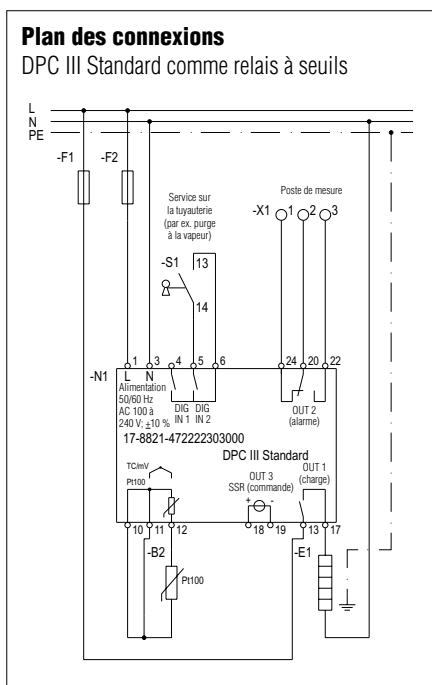 Plan des connexions
DPC III Standard comme relais à seuils
L
N
PE
-F1
-F2
Service sur
la tuyauterie
(par ex. purge
à la vapeur)
Poste de mesure
-X1 1 2 3
-S1 13
14
1 3 4 5 6 24 20 22
-N1
L N
Alimentation
50/60 Hz
AC 100 à
240 V; ±10 %
DIG
IN 1
DIG
IN 2
OUT 2
(alarme)
17-8821-472222303000
DPC III Standard
TC/mV
Pt100
OUT 3
SSR (commande)
+ -
OUT 1
(charge)
10 11 12 18 19 13 17
-B2
-E1
Pt100